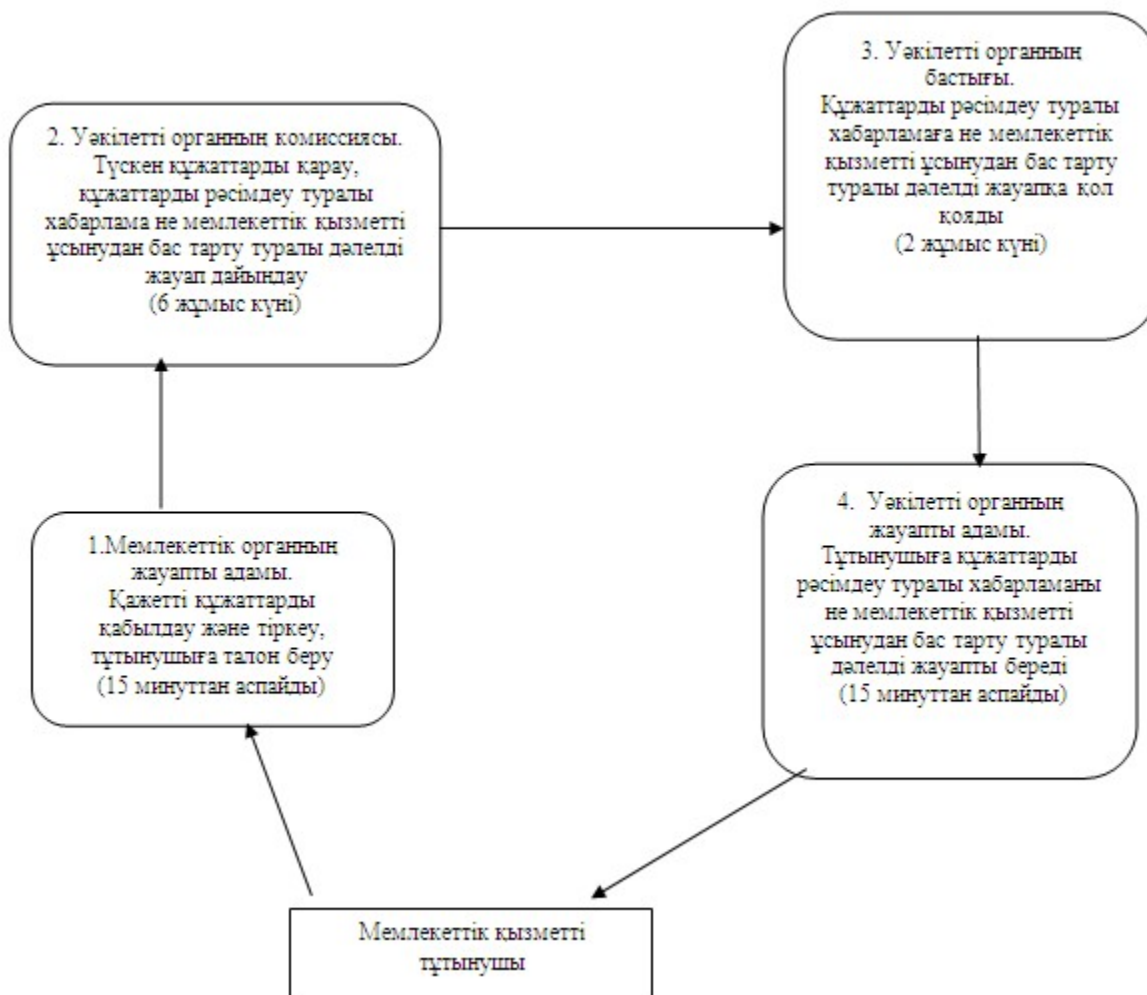 3. Уәкілетті органның
бастығы.
Құжаттарды рәсімдеу туралы
хабарламаға не мемлекеттік
қызметті ұсынудан бас тарту
туралы дәлелді жауапқа қол
қояды
(2 жұмыс күні)
2. Уәкілетті органның комиссиясы.
Түскен құжаттарды қарау,
құжаттарды рәсімдеу туралы
хабарлама не мемлекеттік қызметті
ұсынудан бас тарту туралы дәлелді
жауап дайындау
(6 жұмыс күні)
4. Уәкілетті органның
жауапты адамы.
Тұтынушыға құжаттарды
рәсімдеу туралы хабарламаны
не мемлекеттік қызметті
ұсынудан бас тарту туралы
дәлелді жауапты береді
(15 минуттан аспайды)
1.Мемлекеттік органның
жауапты адамы.
Қажетті құжаттарды
қабылдау және тіркеу,
тұтынушыға талон беру
(15 минуттан аспайды)
Мемлекеттік қызметті
тұтынушы